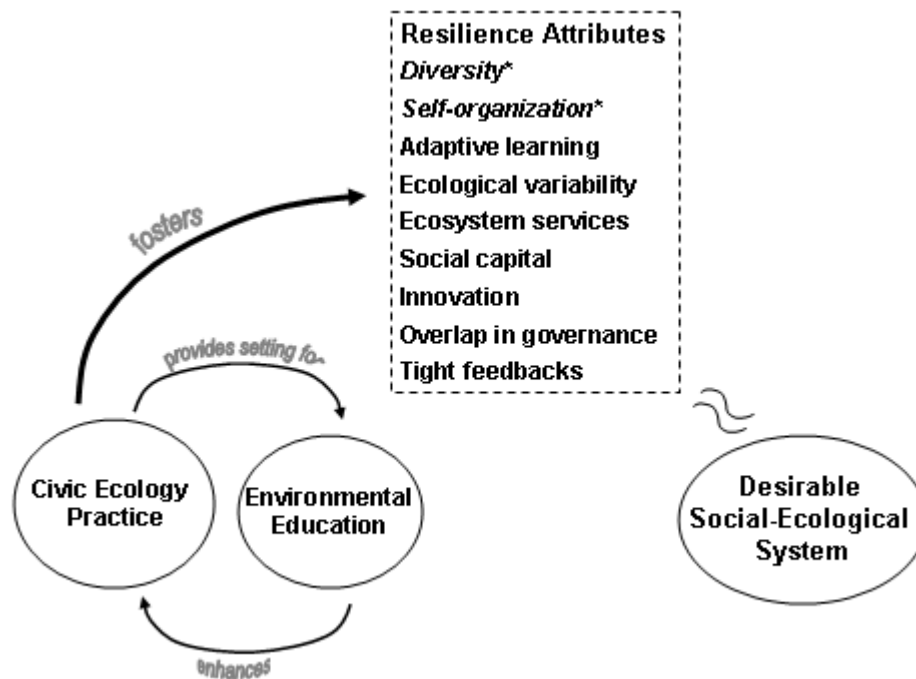 Resilience Attributes
Diversity*
Self-organization*
Adaptive learning
Ecological variability
Ecosystem services
Social capital
Innovation
Overlap in governance
Tight feedbacks
fosters
provides setting for
Civic Ecology
Practice
Environmental
Education
Desirable
Social-Ecological
System
enhances